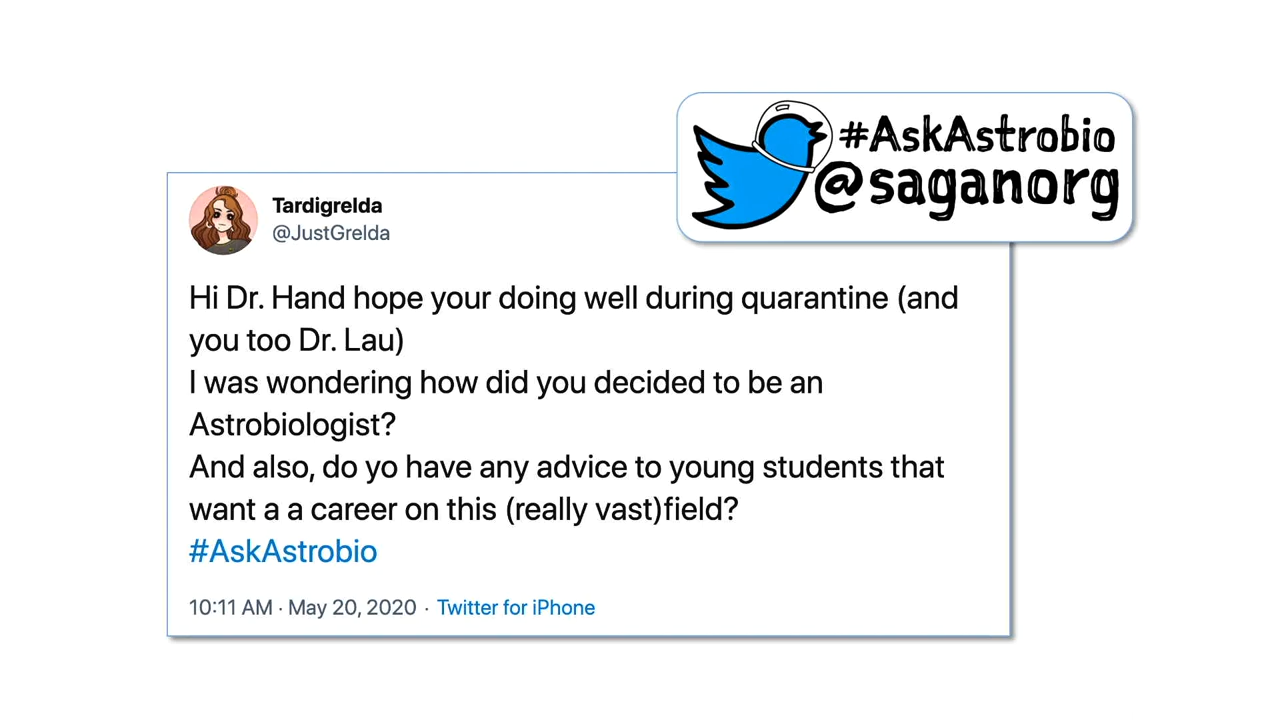 #AskAstrobio
@saganorg
Tardigrelda
@JustGrelda
Hi Dr. Hand hope your doing well during quarantine (and
you too Dr. Lau)
I was wondering how did you decided to be an
Astrobiologist?
And also, do yo have any advice to young students that
want a a career on this (really vast)field?
#AskAstrobio
10:11 AM · May 20, 2020 · Twitter for iPhone